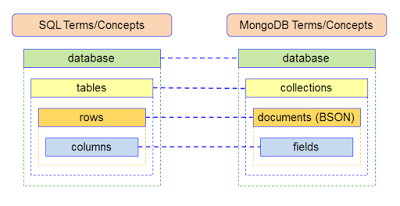 SQL Terms/Concepts
MongoDB Terms/Concepts
database
database
tables
collections
rows
documents (BSON)
columns
fields